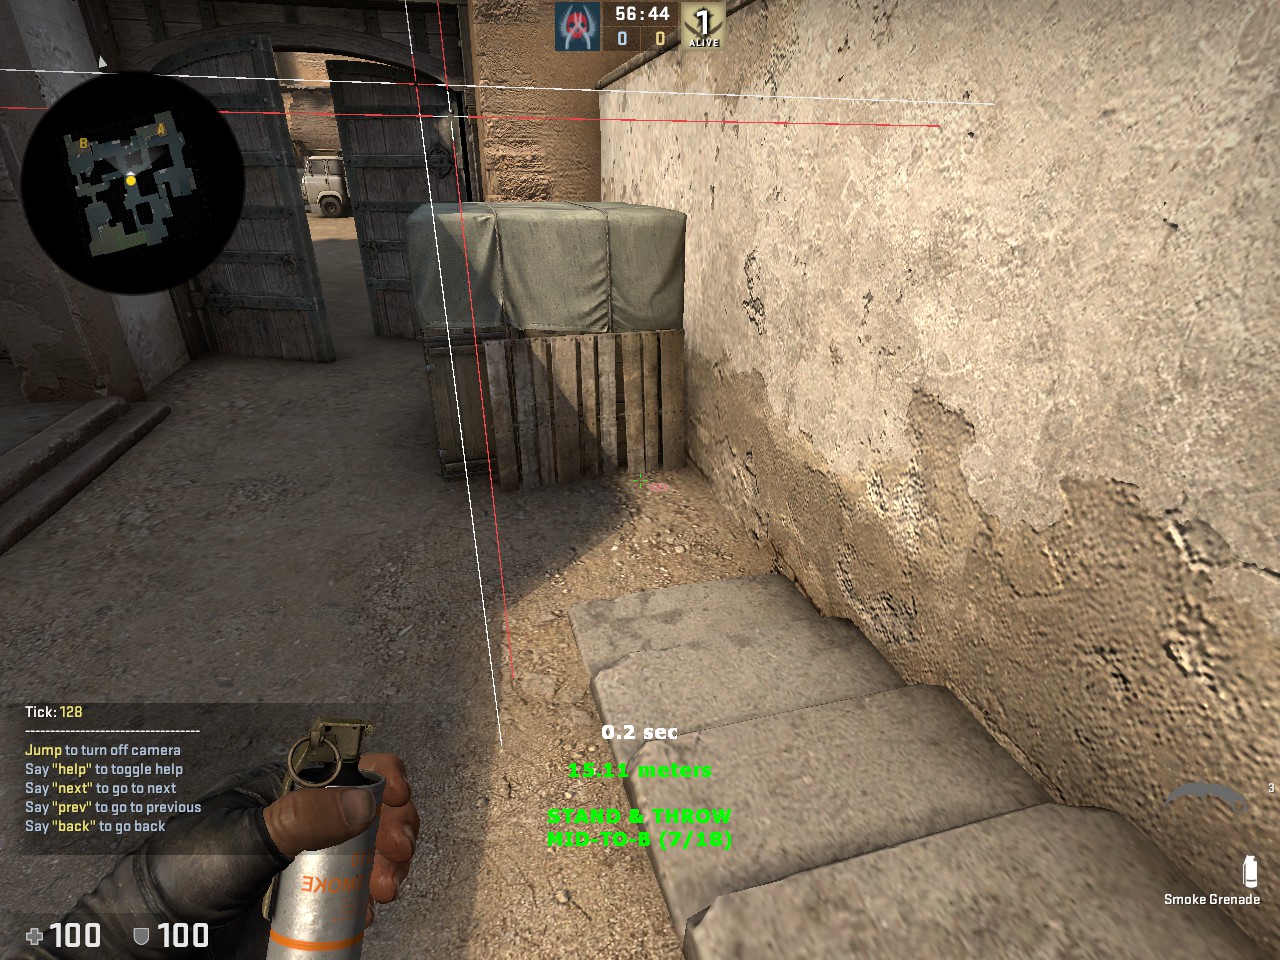 56:44
1
0 0
ALIVE
B A
Tick: 128
----------------------------------
Jump to turn off camera
Say "help" to toggle help
Say "next" to go to next
Say "prev" to go to previous
Say "back" to go back
0.2 sec
15.11 meters
STAND & THROW
MID-TO-B (7/18)
3
Smoke Grenade
SMOKE
100 100